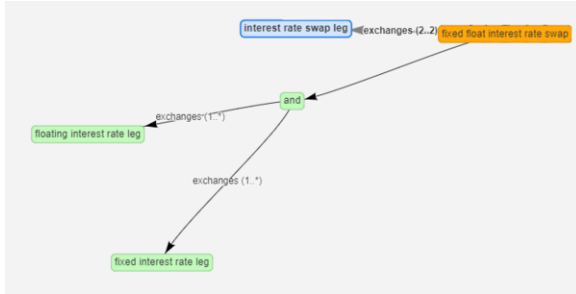 interest rate swap leg
exchanges (2..2)
fixed float interest rate swap
and
exchanges (1..*)
floating interest rate leg
exchanges (1..*)
fixed interest rate leg